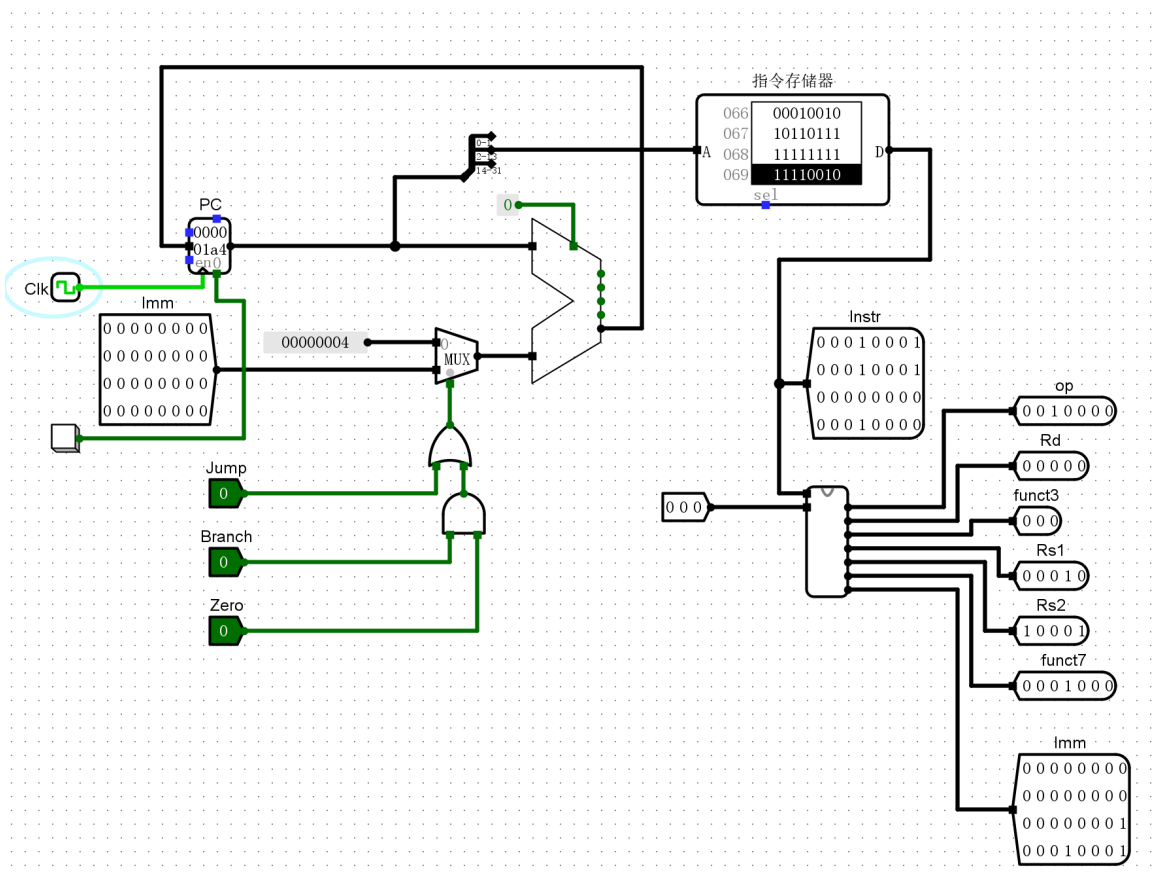 指令存储器
066 00010010
067 10110111
068 11111111
069 11110010
A
D
sel
0-1
2-13
14-31
0
PC
0000
01a4
en0
Clk
Imm
0 0 0 0 0 0 0 0
0 0 0 0 0 0 0 0
0 0 0 0 0 0 0 0
0 0 0 0 0 0 0 0
00000004
0
MUX
Jump
0
Branch
0
Zero
0
Instr
0 0 0 1 0 0 0 1
0 0 0 1 0 0 0 1
0 0 0 0 0 0 0 0
0 0 0 1 0 0 0 0
0 0 0
op
0 0 1 0 0 0 0
Rd
0 0 0 0 0
funct3
0 0 0
Rs1
0 0 0 1 0
Rs2
1 0 0 0 1
funct7
0 0 0 1 0 0 0
Imm
0 0 0 0 0 0 0 0
0 0 0 0 0 0 0 0
0 0 0 0 0 0 0 1
0 0 0 1 0 0 0 1